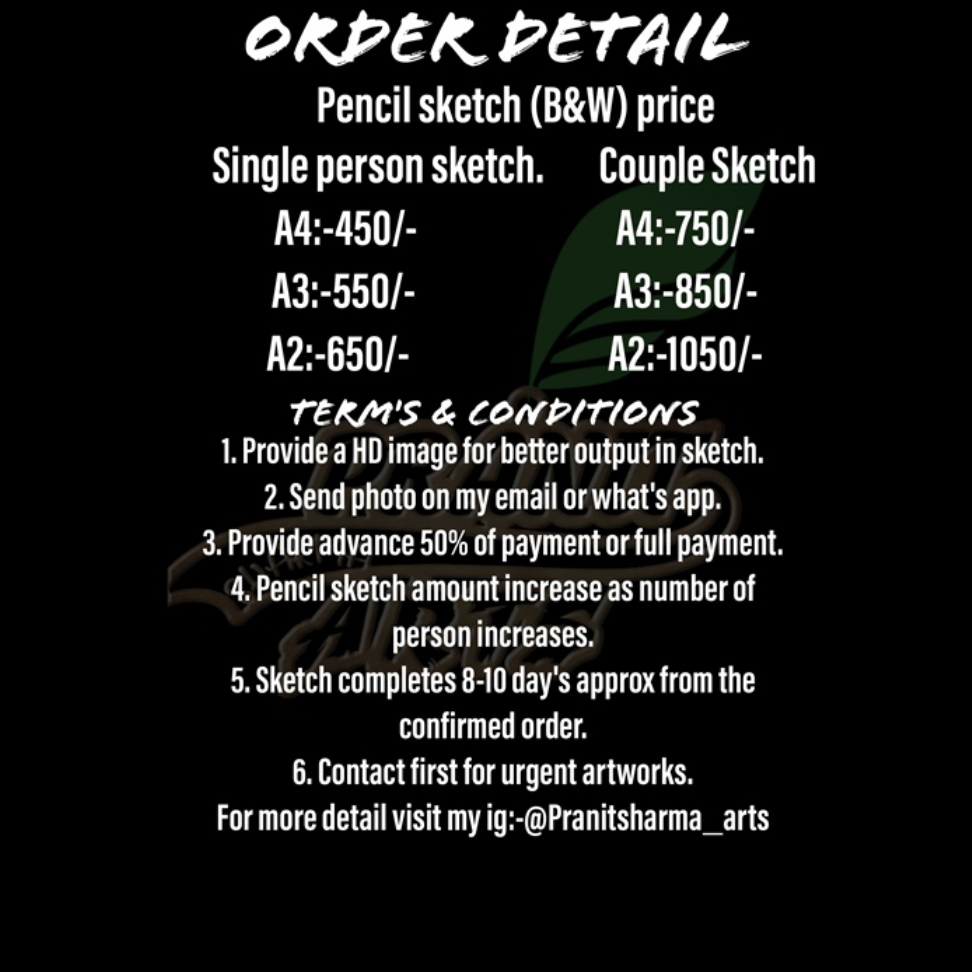 ORDER DETAIL
Pencil sketch (B&W) price
Single person sketch. Couple Sketch
A4:-450/- A4:-750/-
A3:-550/- A3:-850/-
A2:-650/- A2:-1050/-
TERM'S & CONDITIONS
1. Provide a HD image for better output in sketch.
2. Send photo on my email or what's app.
3. Provide advance 50% of payment or full payment.
4. Pencil sketch amount increase as number of
person increases.
5. Sketch completes 8-10 day's approx from the
confirmed order.
6. Contact first for urgent artworks.
For more detail visit my ig:-@Pranitsharma_arts